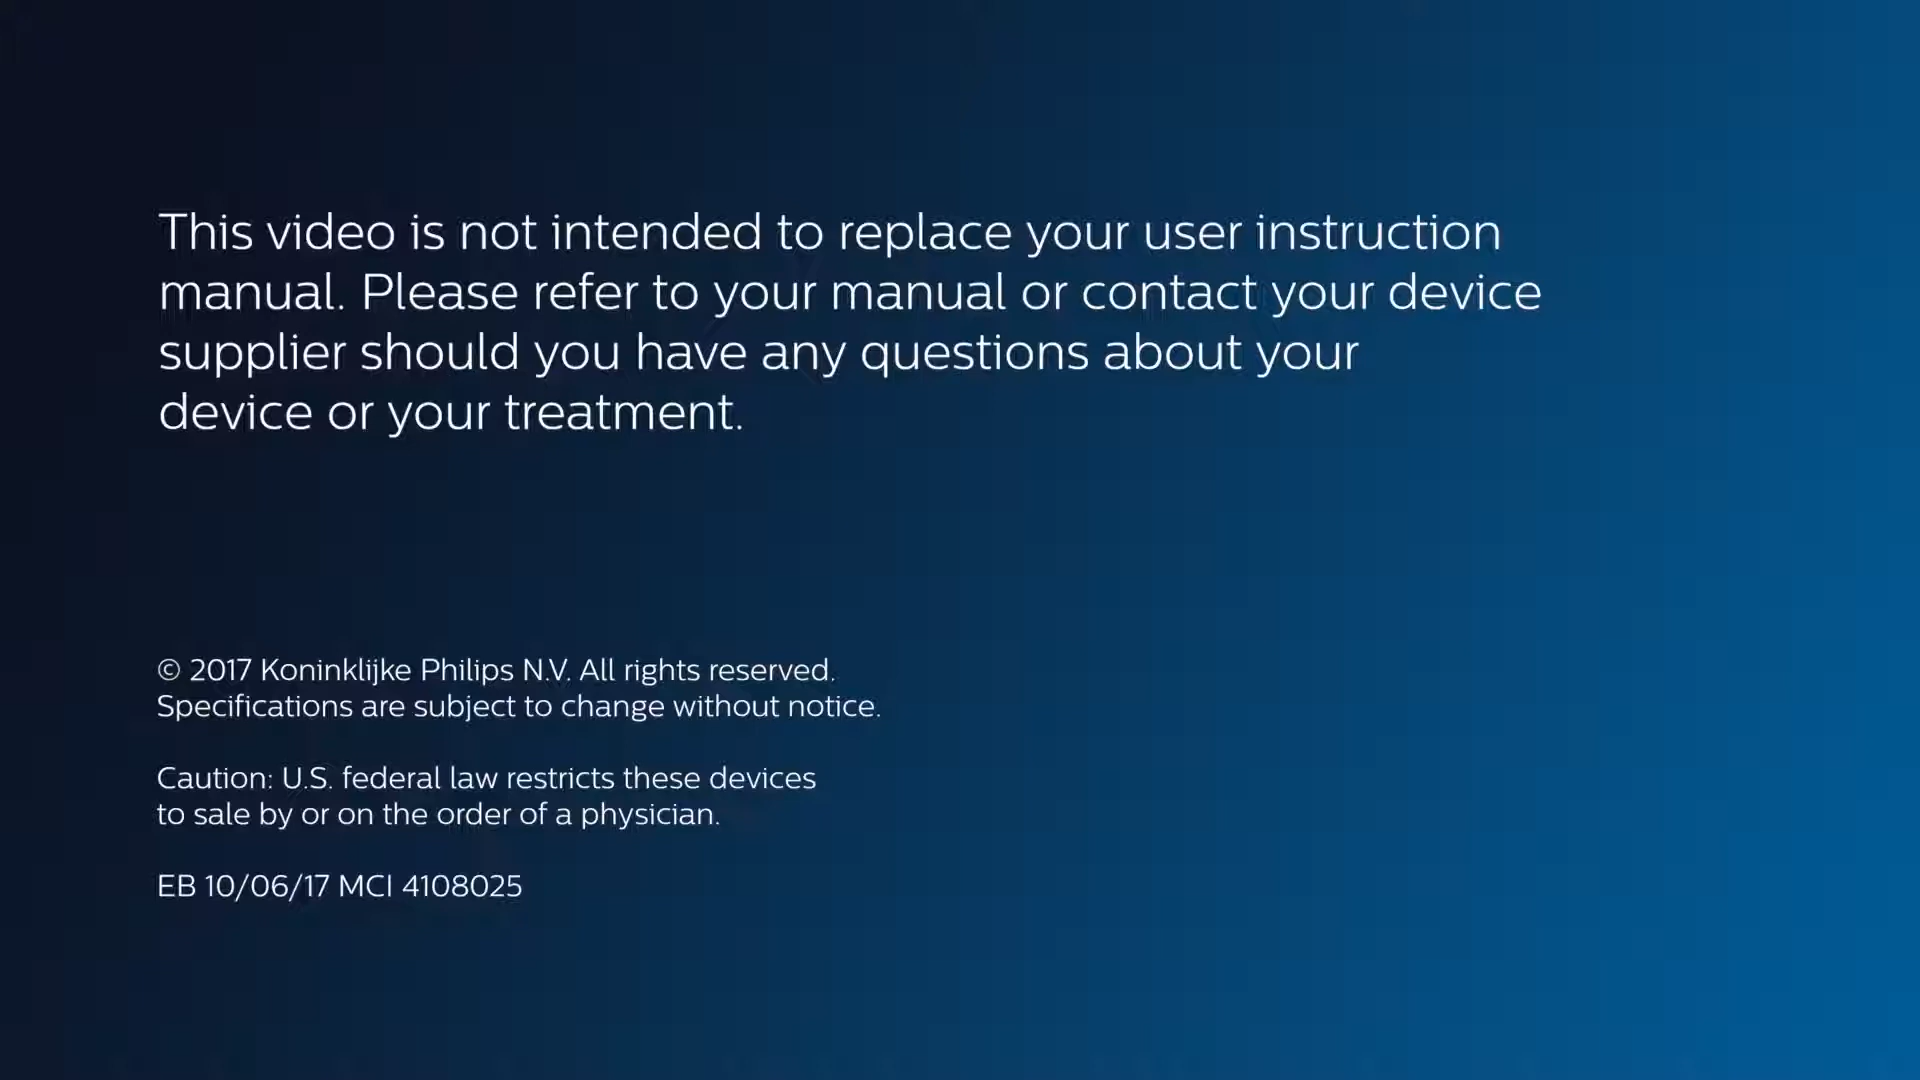 This video is not intended to replace your user instruction
manual. Please refer to your manual or contact your device
supplier should you have any questions about your
device or your treatment.
© 2017 Koninklijke Philips N.V. All rights reserved.
Specifications are subject to change without notice.
Caution: U.S. federal law restricts these devices
to sale by or on the order of a physician.
EB 10/06/17 MCI 4108025